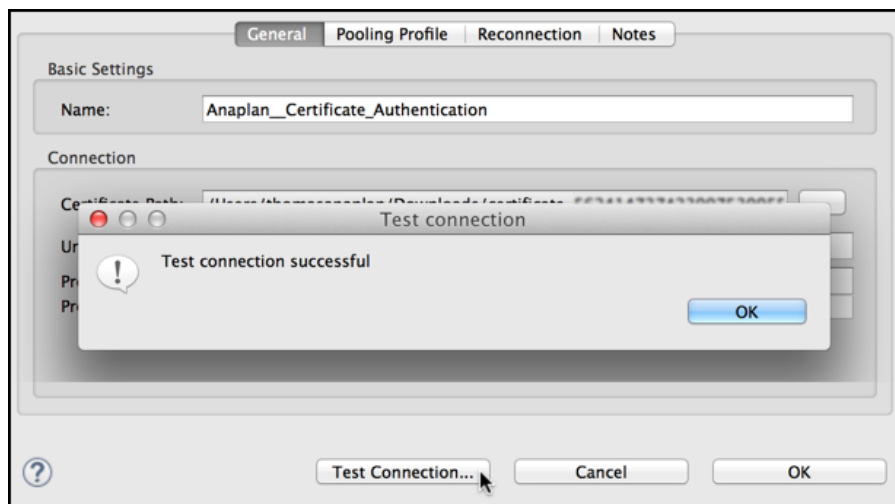 General Pooling Profile Reconnection Notes
Basic Settings
Name: Anaplan__Certificate_Authentication
Connection
Test connection
Test connection successful
OK
Test Connection... Cancel OK